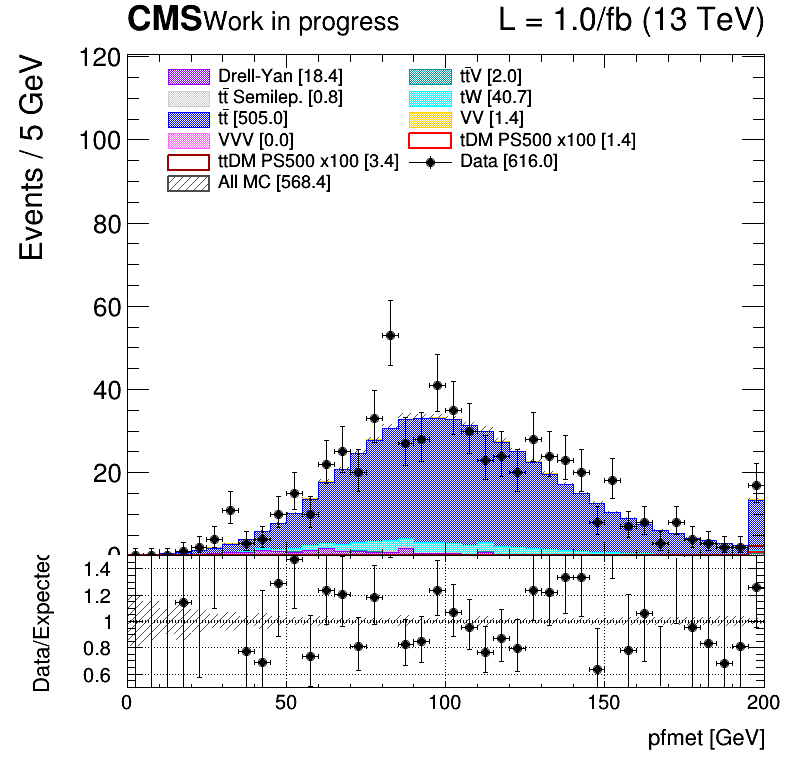 CMS Work in progress L = 1.0/fb (13 TeV)
Events / 5 GeV
120
100
80
60
40
20
0
Drell-Yan [18.4]
tt̄ Semilep. [0.8]
tt̄ [505.0]
VVV [0.0]
ttDM PS500 x100 [3.4]
All MC [568.4]
tt̄V [2.0]
tW [40.7]
VV [1.4]
tDM PS500 x100 [1.4]
Data [616.0]
Data/Expected
1.4
1.2
1
0.8
0.6
0 50 100 150 200
pfmet [GeV]